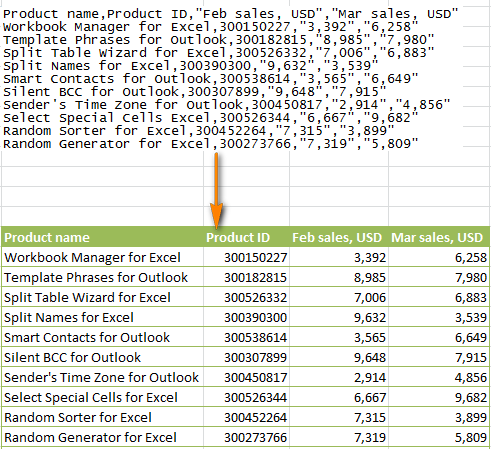 Product name,Product ID,"Feb sales, USD","Mar sales, USD"
Workbook Manager for Excel,300150227,"3,392","6,258"
Template Phrases for Outlook,300182815,"8,985","7,980"
Split Table Wizard for Excel,300526332,"7,006","6,883"
Split Names for Excel,300390300,"9,632","3,539"
Smart Contacts for Outlook,300538614,"3,565","6,649"
Silent BCC for Outlook,300307899,"9,648","7,915"
Sender's Time Zone for Outlook,300450817,"2,914","4,856"
Select Special Cells Excel,300526344,"6,667","9,682"
Random Sorter for Excel,300452264,"7,315","3,899"
Random Generator for Excel,300273766,"7,319","5,809"
Product name Product ID Feb sales, USD Mar sales, USD
Workbook Manager for Excel 300150227 3,392 6,258
Template Phrases for Outlook 300182815 8,985 7,980
Split Table Wizard for Excel 300526332 7,006 6,883
Split Names for Excel 300390300 9,632 3,539
Smart Contacts for Outlook 300538614 3,565 6,649
Silent BCC for Outlook 300307899 9,648 7,915
Sender's Time Zone for Outlook 300450817 2,914 4,856
Select Special Cells for Excel 300526344 6,667 9,682
Random Sorter for Excel 300452264 7,315 3,899
Random Generator for Excel 300273766 7,319 5,809